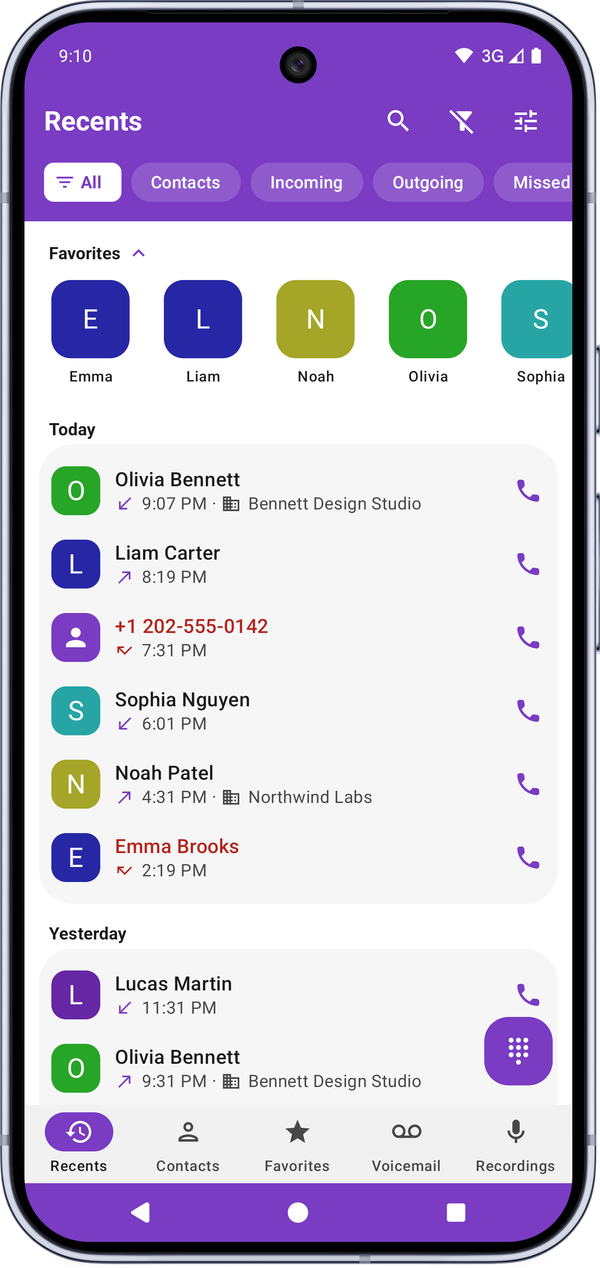 9:10 3G
Recents
All Contacts Incoming Outgoing Missed
Favorites
E L N O S
Emma Liam Noah Olivia Sophia
Today
O Olivia Bennett
9:07 PM · Bennett Design Studio
L Liam Carter
8:19 PM
+1 202-555-0142
7:31 PM
S Sophia Nguyen
6:01 PM
N Noah Patel
4:31 PM · Northwind Labs
E Emma Brooks
2:19 PM
Yesterday
L Lucas Martin
11:31 PM
O Olivia Bennett
9:31 PM · Bennett Design Studio
Recents Contacts Favorites Voicemail Recordings